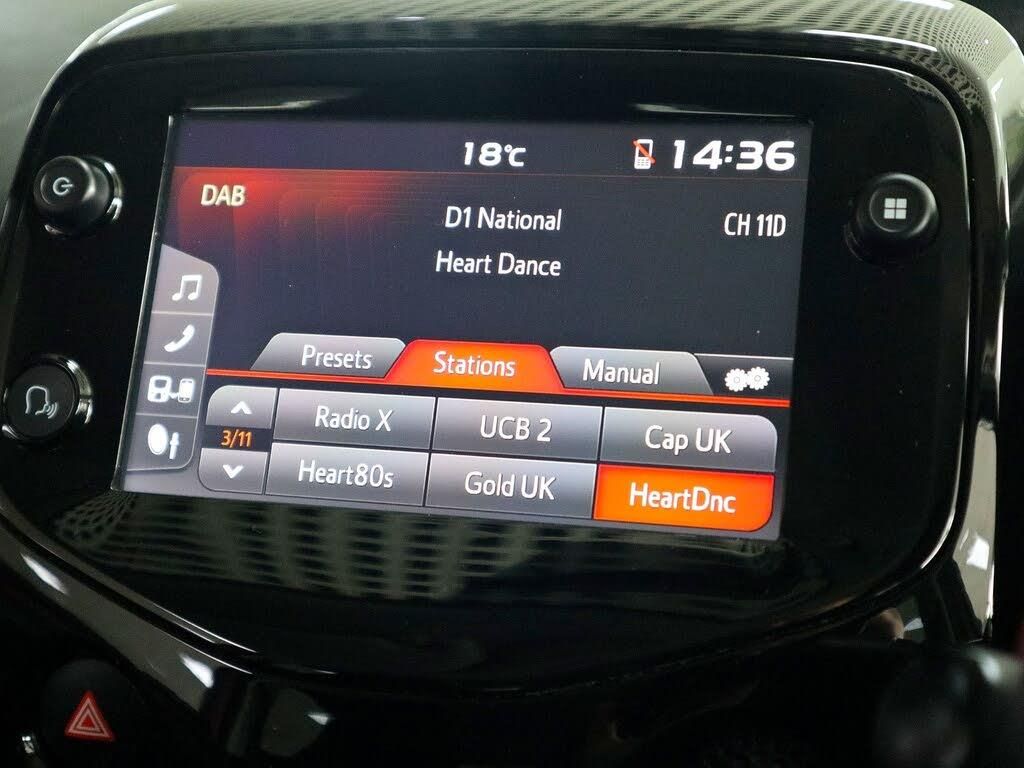 18°C
14:36
DAB
D1 National
CH 11D
Heart Dance
Presets
Stations
Manual
3/11
Radio X
UCB 2
Cap UK
Heart80s
Gold UK
HeartDnc